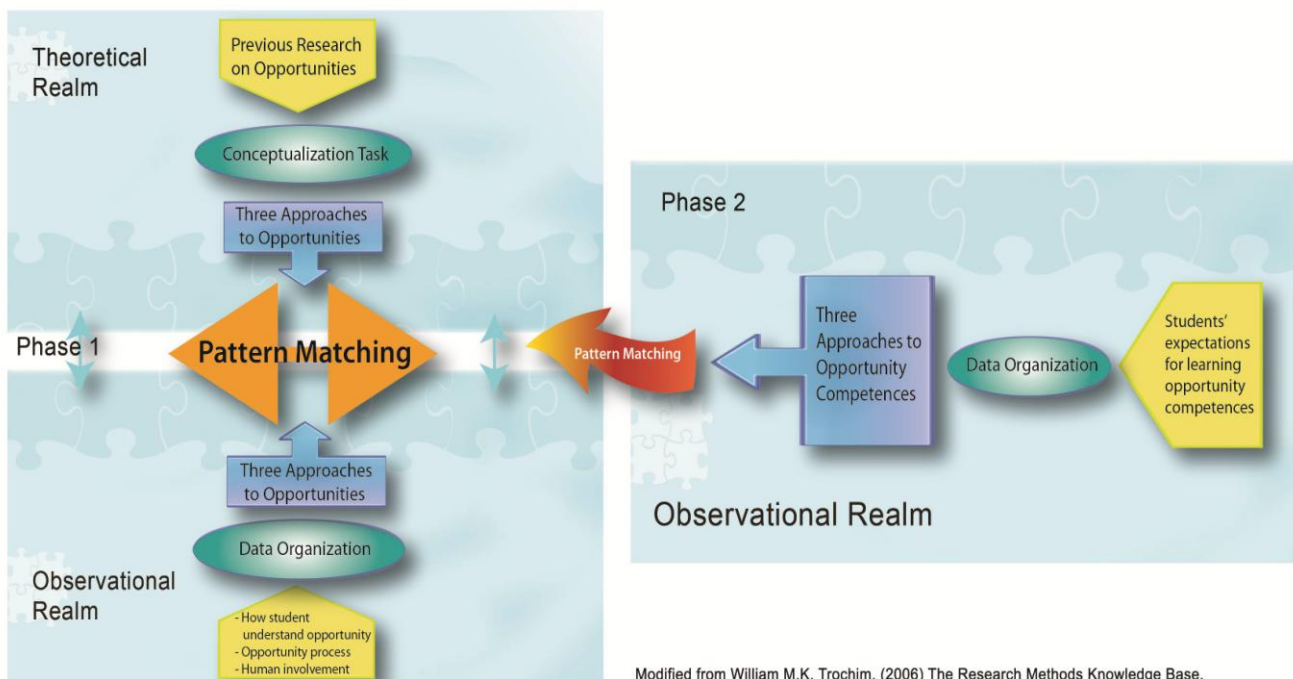 Theoretical
Realm
Previous Research
on Opportunities
Conceptualization Task
Three Approaches
to Opportunities
Phase 1
Pattern Matching
Three Approaches
to Opportunities
Data Organization
Observational
Realm
- How student
understand opportunity
- Opportunity process
- Human involvement
Pattern Matching
Phase 2
Three
Approaches to
Opportunity
Competences
Data Organization
Students'
expectations
for learning
opportunity
competences
Observational Realm
Modified from William M.K. Trochim. (2006) The Research Methods Knowledge Base.